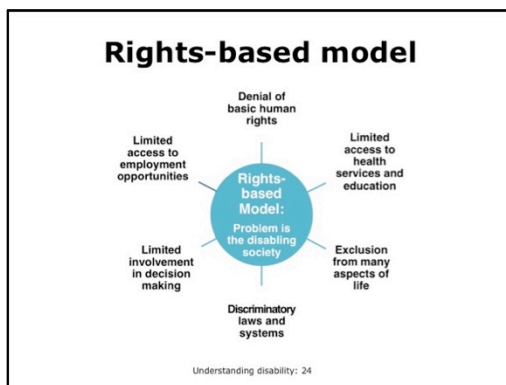 Rights-based model
Denial of
basic human
rights
Limited
access to
employment
opportunities
Limited
access to
health
services and
education
Rights-
based
Model:
Problem is
the disabling
society
Limited
involvement
in decision
making
Exclusion
from many
aspects of
life
Discriminatory
laws and
systems
Understanding disability: 24